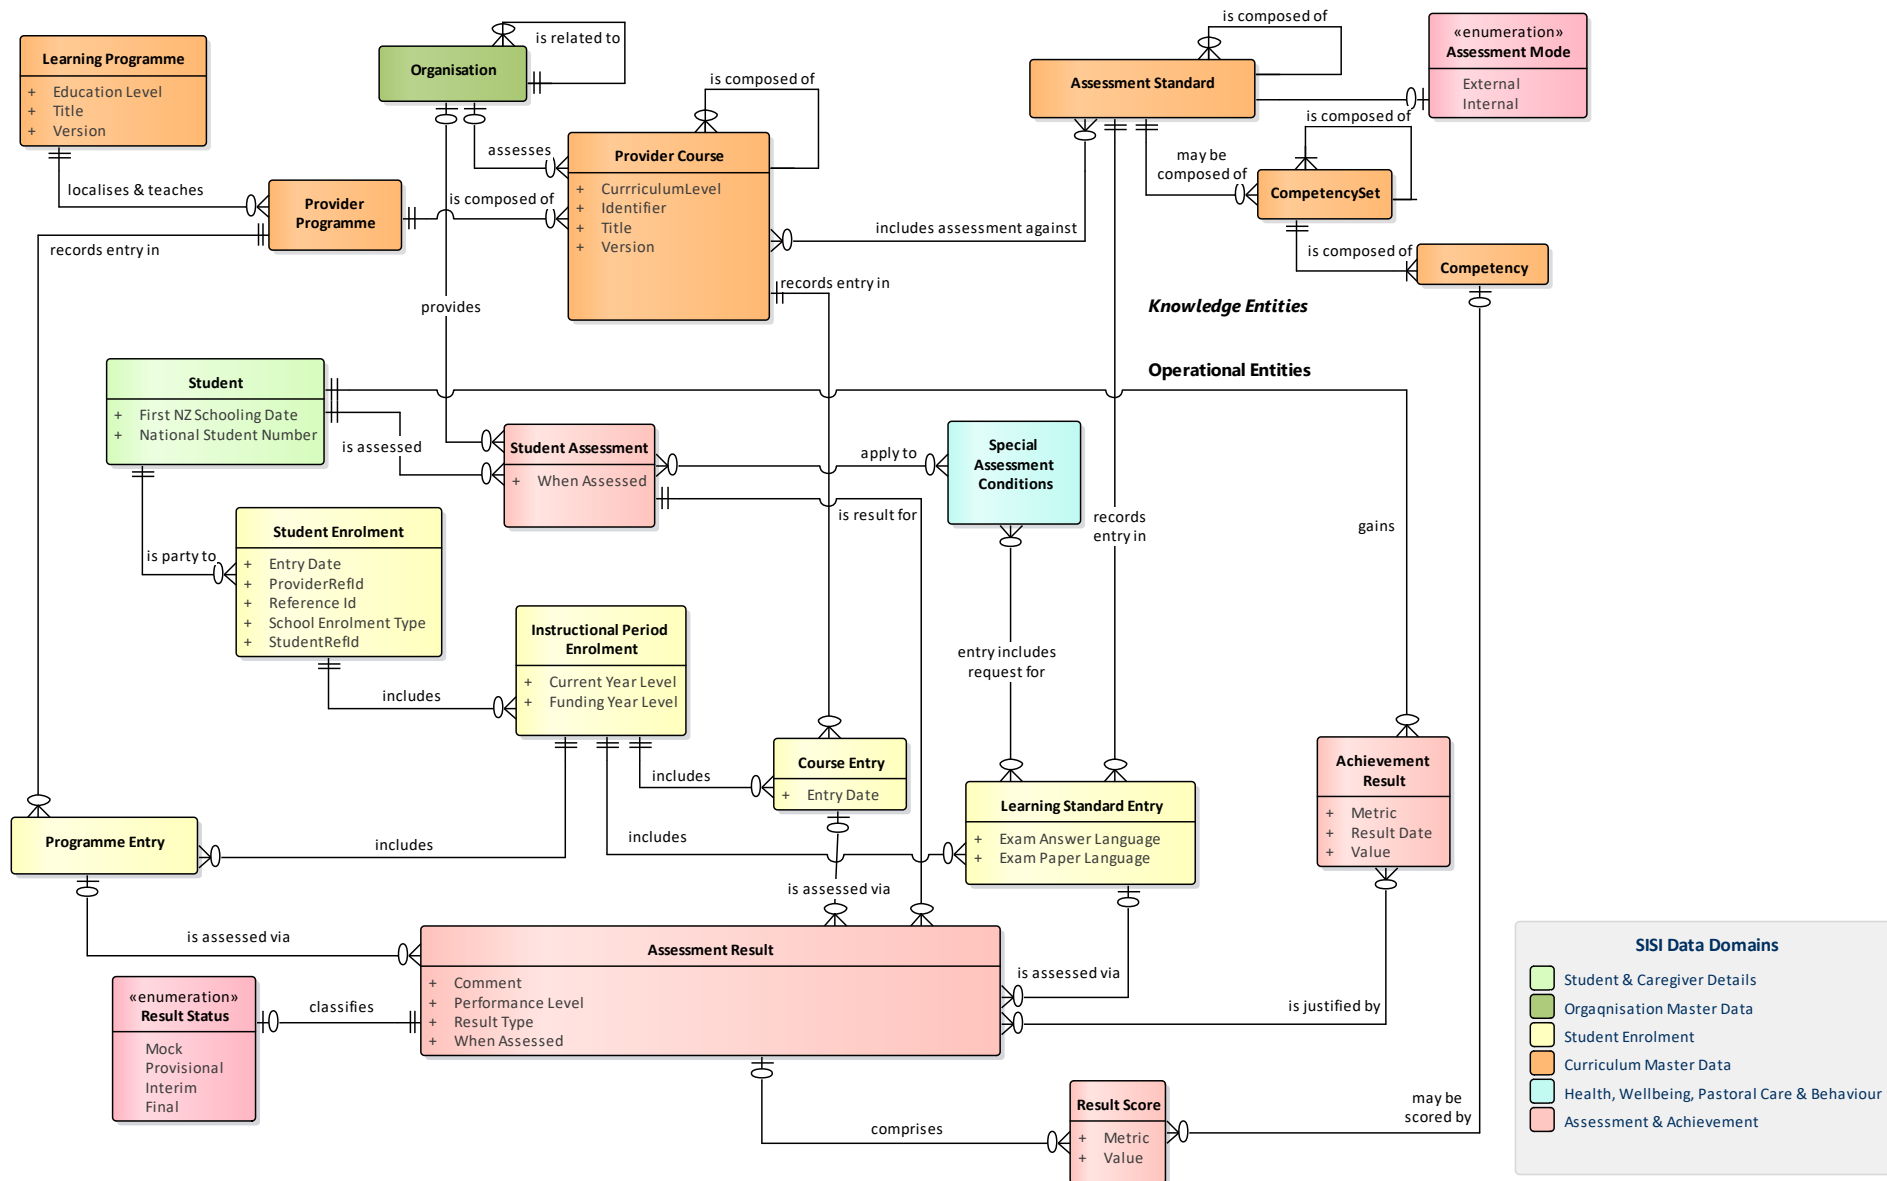 is composed of
is related to
«enumeration»
Assessment Mode
External
Internal
Learning Programme
+ Education Level
+ Title
+ Version
Organisation
is composed of
Assessment Standard
is composed of
assesses
Provider Course
+ CurrriculumLevel
+ Identifier
+ Title
+ Version
may be
composed of
CompetencySet
localises & teaches
Provider
Programme
is composed of
includes assessment against
is composed of
Competency
records entry in
records entry in
provides
Knowledge Entities
Operational Entities
Student
+ First NZ Schooling Date
+ National Student Number
is assessed
Student Assessment
+ When Assessed
apply to
Special
Assessment
Conditions
is result for
records
entry in
gains
is party to
Student Enrolment
+ Entry Date
+ ProviderRefId
+ Reference Id
+ School Enrolment Type
+ StudentRefId
Instructional Period
Enrolment
+ Current Year Level
+ Funding Year Level
entry includes
request for
includes
Course Entry
+ Entry Date
includes
Achievement
Result
+ Metric
+ Result Date
+ Value
Learning Standard Entry
+ Exam Answer Language
+ Exam Paper Language
Programme Entry
includes
includes
is assessed via
is assessed via
Assessment Result
+ Comment
+ Performance Level
+ Result Type
+ When Assessed
is assessed via
is justified by
«enumeration»
Result Status
Mock
Provisional
Interim
Final
classifies
comprises
Result Score
+ Metric
+ Value
may be
scored by
SISI Data Domains
Student & Caregiver Details
Orgaqnisation Master Data
Student Enrolment
Curriculum Master Data
Health, Wellbeing, Pastoral Care & Behaviour
Assessment & Achievement